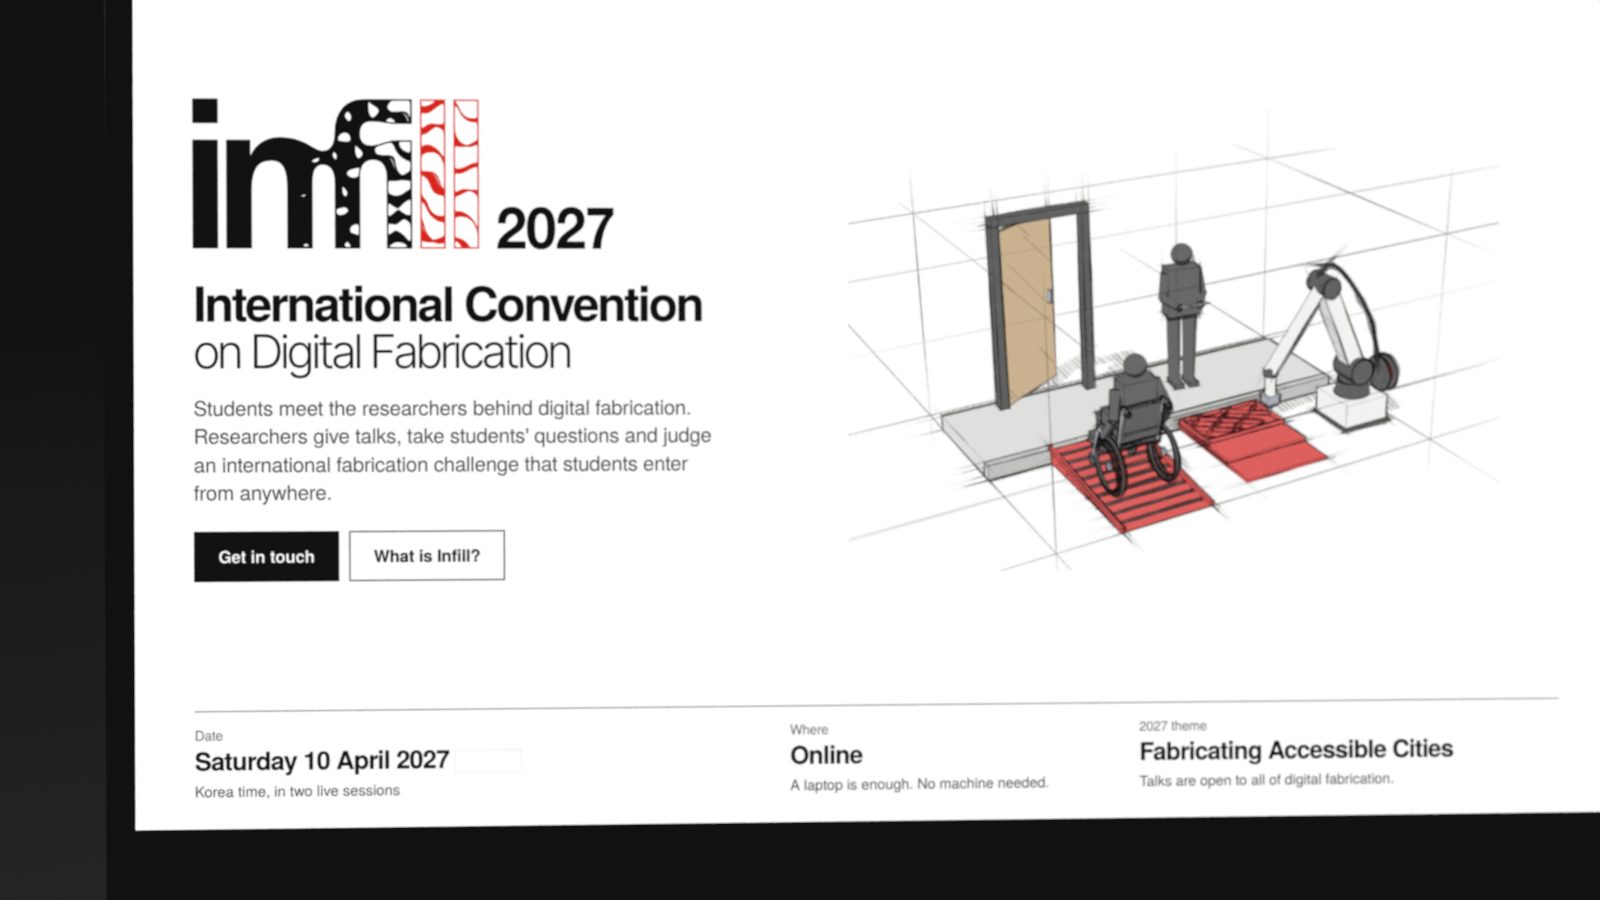 infill 2027
International Convention
on Digital Fabrication
Students meet the researchers behind digital fabrication.
Researchers give talks, take students' questions and judge
an international fabrication challenge that students enter
from anywhere.
Get in touch
What is Infill?
Date
Saturday 10 April 2027
Korea time, in two live sessions
Where
Online
A laptop is enough. No machine needed.
2027 theme
Fabricating Accessible Cities
Talks are open to all of digital fabrication.